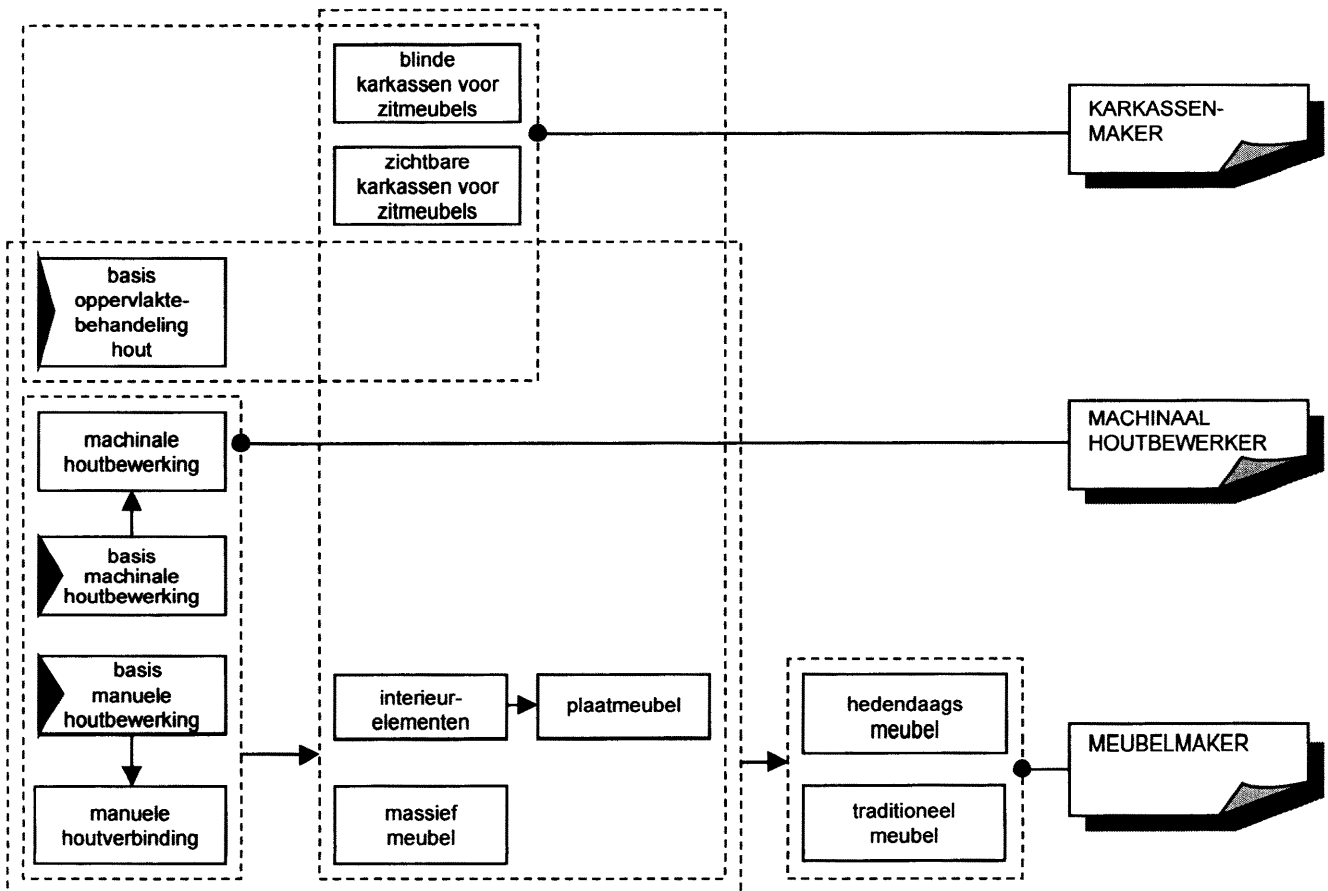 blinde
karkassen voor
zitmeubels
zichtbare
karkassen voor
zitmeubels
KARKASSEN-
MAKER
basis
oppervlakte-
behandeling
hout
machinale
houtbewerking
MACHINAAL
HOUTBEWERKER
basis
machinale
houtbewerking
basis
manuele
houtbewerking
manuele
houtverbinding
interieur-
elementen
plaatmeubel
massief
meubel
hedendaags
meubel
traditioneel
meubel
MEUBELMAKER